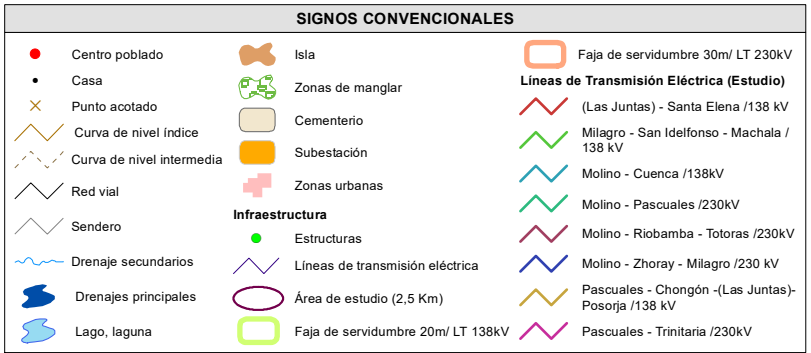 SIGNOS CONVENCIONALES
Centro poblado
Casa
Punto acotado
Curva de nivel índice
Curva de nivel intermedia
Red vial
Sendero
Drenaje secundarios
Drenajes principales
Lago, laguna
Isla
Zonas de manglar
Cementerio
Subestación
Zonas urbanas
Infraestructura
Estructuras
Líneas de transmisión eléctrica
Área de estudio (2,5 Km)
Faja de servidumbre 20m/ LT 138kV
Faja de servidumbre 30m/ LT 230kV
Líneas de Transmisión Eléctrica (Estudio)
(Las Juntas) - Santa Elena /138 kV
Milagro - San Idelfonso - Machala /
138 kV
Molino - Cuenca /138kV
Molino - Pascuales /230kV
Molino - Riobamba - Totoras /230kV
Molino - Zhoray - Milagro /230 kV
Pascuales - Chongón -(Las Juntas)-
Posorja /138 kV
Pascuales - Trinitaria /230kV